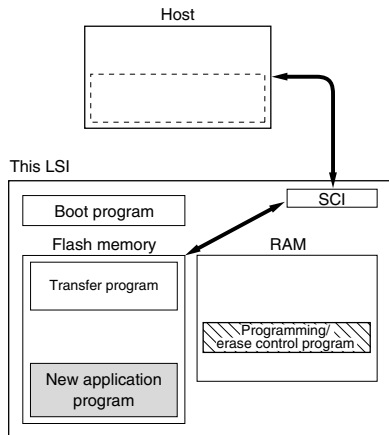 Host
This LSI
SCI
Boot program
Flash memory
RAM
Transfer program
Programming/
erase control program
New application
program